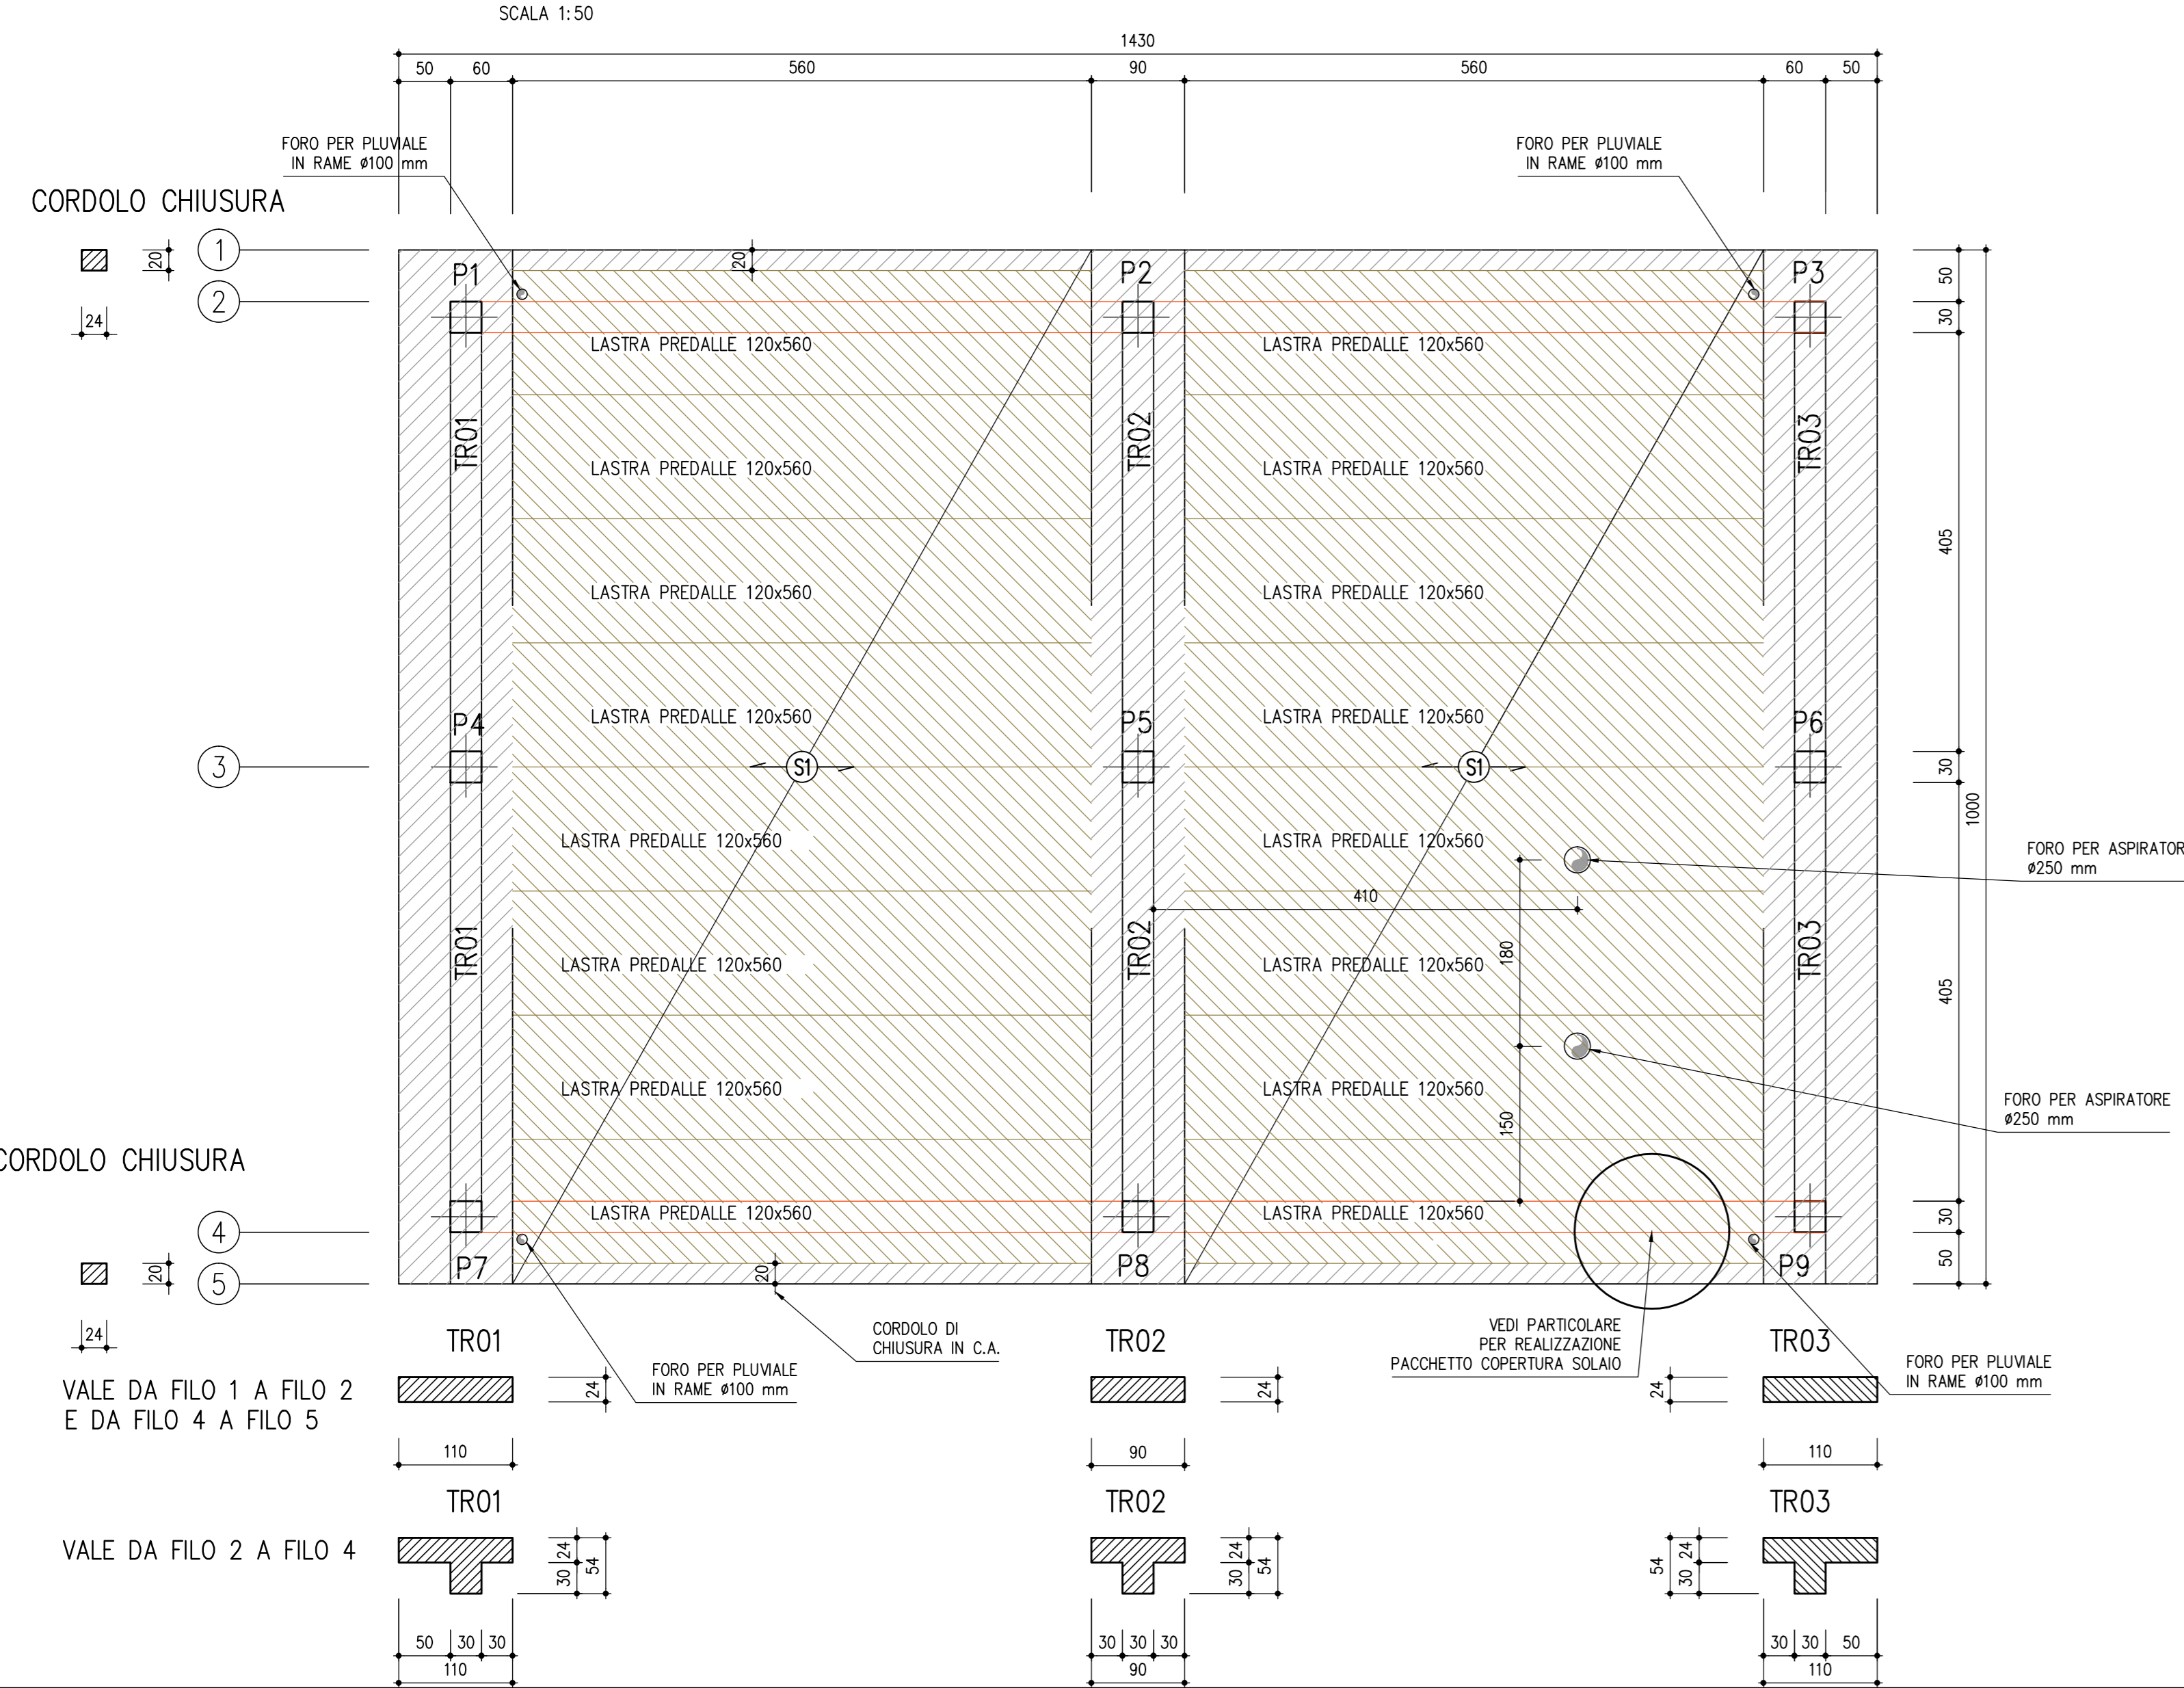 SCALA 1:50
1430
50 60 560 90 560 60 50
FORO PER PLUVIALE
IN RAME ø100 mm
FORO PER PLUVIALE
IN RAME ø100 mm
CORDOLO CHIUSURA
1
20
24
2
20
P1
P2
P3
50
30
LASTRA PREDALLE 120x560
LASTRA PREDALLE 120x560
TR01
TR02
TR03
LASTRA PREDALLE 120x560
LASTRA PREDALLE 120x560
405
LASTRA PREDALLE 120x560
LASTRA PREDALLE 120x560
P4
LASTRA PREDALLE 120x560
P5
LASTRA PREDALLE 120x560
P6
3
S1
S1
30
1000
LASTRA PREDALLE 120x560
LASTRA PREDALLE 120x560
FORO PER ASPIRATOR
ø250 mm
410
TR01
TR02
TR03
LASTRA PREDALLE 120x560
LASTRA PREDALLE 120x560
180
405
LASTRA PREDALLE 120x560
LASTRA PREDALLE 120x560
150
FORO PER ASPIRATORE
ø250 mm
CORDOLO CHIUSURA
LASTRA PREDALLE 120x560
LASTRA PREDALLE 120x560
30
4
20
24
5
P7
20
P8
P9
50
TR01
CORDOLO DI
CHIUSURA IN C.A.
TR02
VEDI PARTICOLARE
PER REALIZZAZIONE
PACCHETTO COPERTURA SOLAIO
TR03
FORO PER PLUVIALE
IN RAME ø100 mm
FORO PER PLUVIALE
IN RAME ø100 mm
VALE DA FILO 1 A FILO 2
E DA FILO 4 A FILO 5
24
24
24
110
90
110
TR01
TR02
TR03
VALE DA FILO 2 A FILO 4
24
30
54
24
30
54
54
24
30
50 30 30
30 30 30
30 30 50
110
90
110